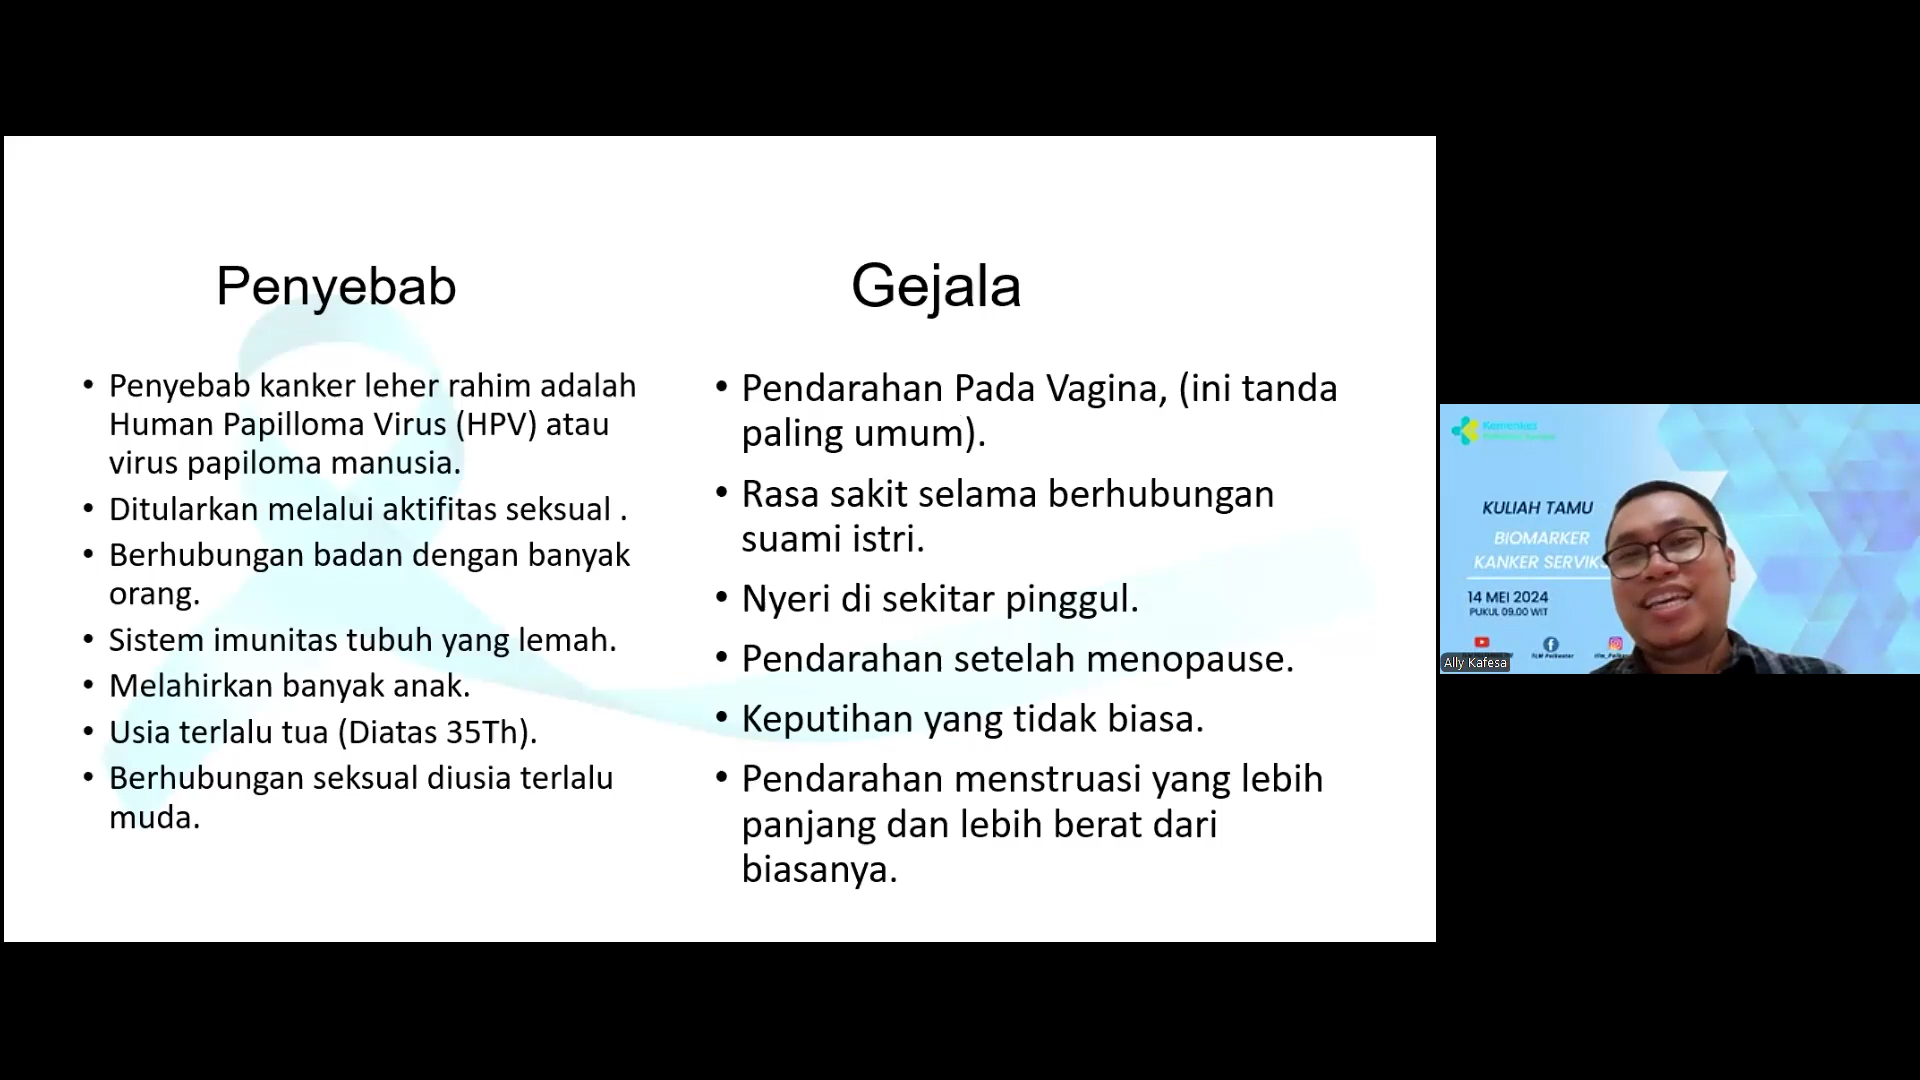 Penyebab
• Penyebab kanker leher rahim adalah
Human Papilloma Virus (HPV) atau
virus papiloma manusia.
• Ditularkan melalui aktifitas seksual .
• Berhubungan badan dengan banyak
orang.
• Sistem imunitas tubuh yang lemah.
• Melahirkan banyak anak.
• Usia terlalu tua (Diatas 35Th).
• Berhubungan seksual diusia terlalu
muda.
Gejala
• Pendarahan Pada Vagina, (ini tanda
paling umum).
• Rasa sakit selama berhubungan
suami istri.
• Nyeri di sekitar pinggul.
• Pendarahan setelah menopause.
• Keputihan yang tidak biasa.
• Pendarahan menstruasi yang lebih
panjang dan lebih berat dari
biasanya.
Kemenkes
KULIAH TAMU
BIOMARKER
KANKER SERVIKS
14 MEI 2024
PUKUL 09.00 WIT
Ally Kafesa